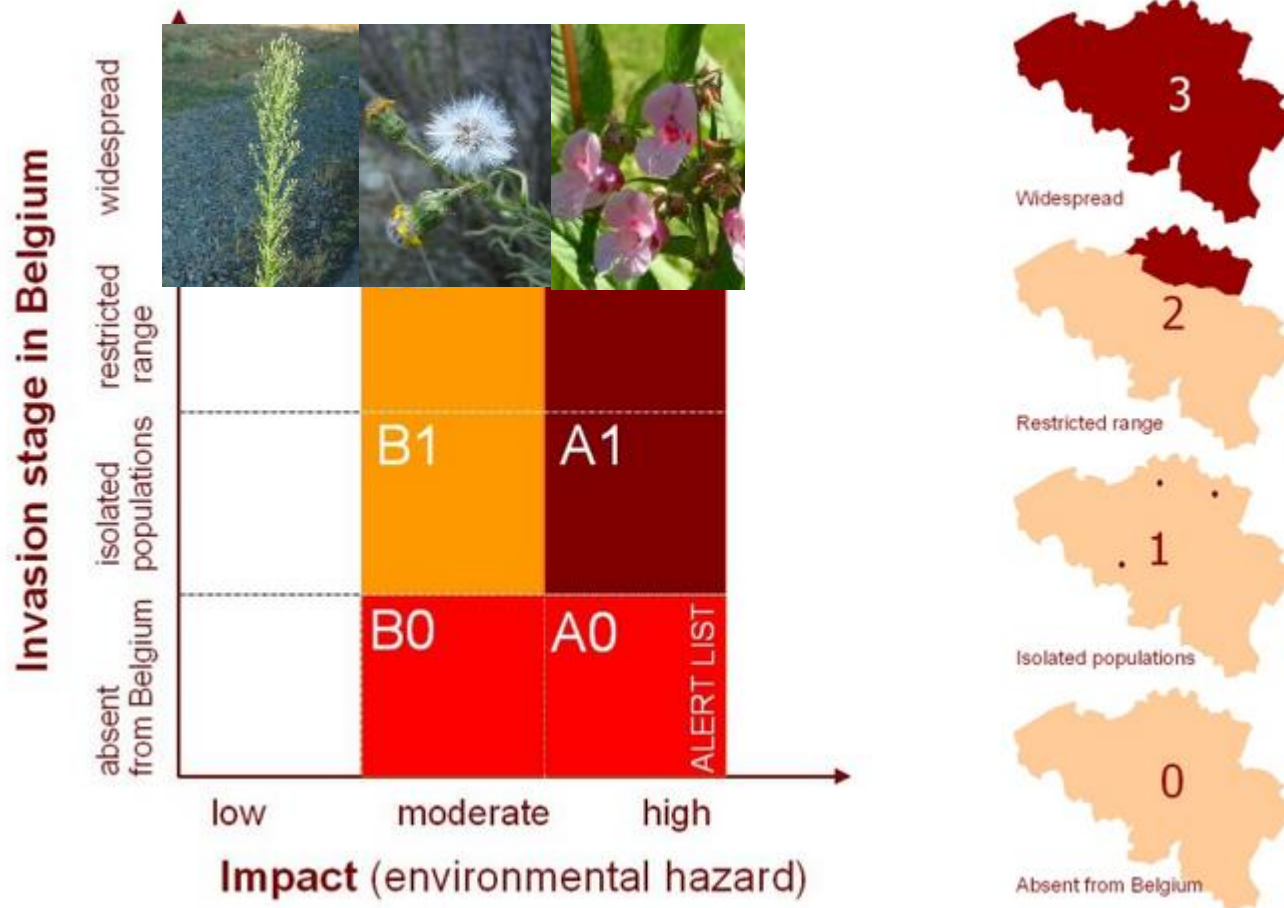 Invasion stage in Belgium
widespread
restricted
range
isolated
populations
absent
from Belgium
B1
A1
B0
A0
ALERT LIST
low
moderate
high
Impact (environmental hazard)
3
Widespread
2
Restricted range
1
Isolated populations
0
Absent from Belgium